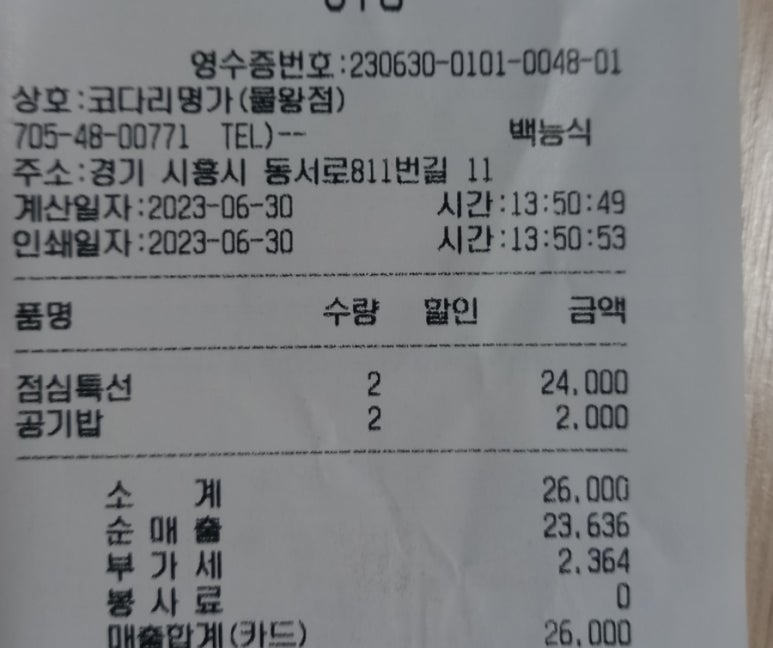 영수증번호:230630-0101-0048-01
상호:코다리명가(물왕점)
705-48-00771 TEL)-- 백능식
주소:경기 시흥시 동서로811번길 11
계산일자:2023-06-30 시간:13:50:49
인쇄일자:2023-06-30 시간:13:50:53
품명 수량 할인 금액
점심특선 2 24,000
공기밥 2 2,000
소 계 26,000
순 매 출 23,636
부 가 세 2,364
봉 사 료 0
매출합계(카드) 26,000